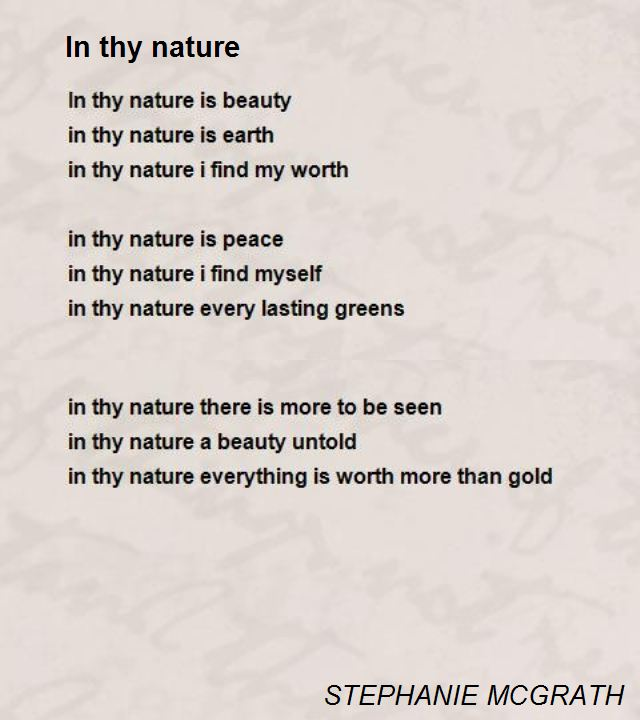 In thy nature
In thy nature is beauty
in thy nature is earth
in thy nature i find my worth
in thy nature is peace
in thy nature i find myself
in thy nature every lasting greens
in thy nature there is more to be seen
in thy nature a beauty untold
in thy nature everything is worth more than gold
STEPHANIE MCGRATH